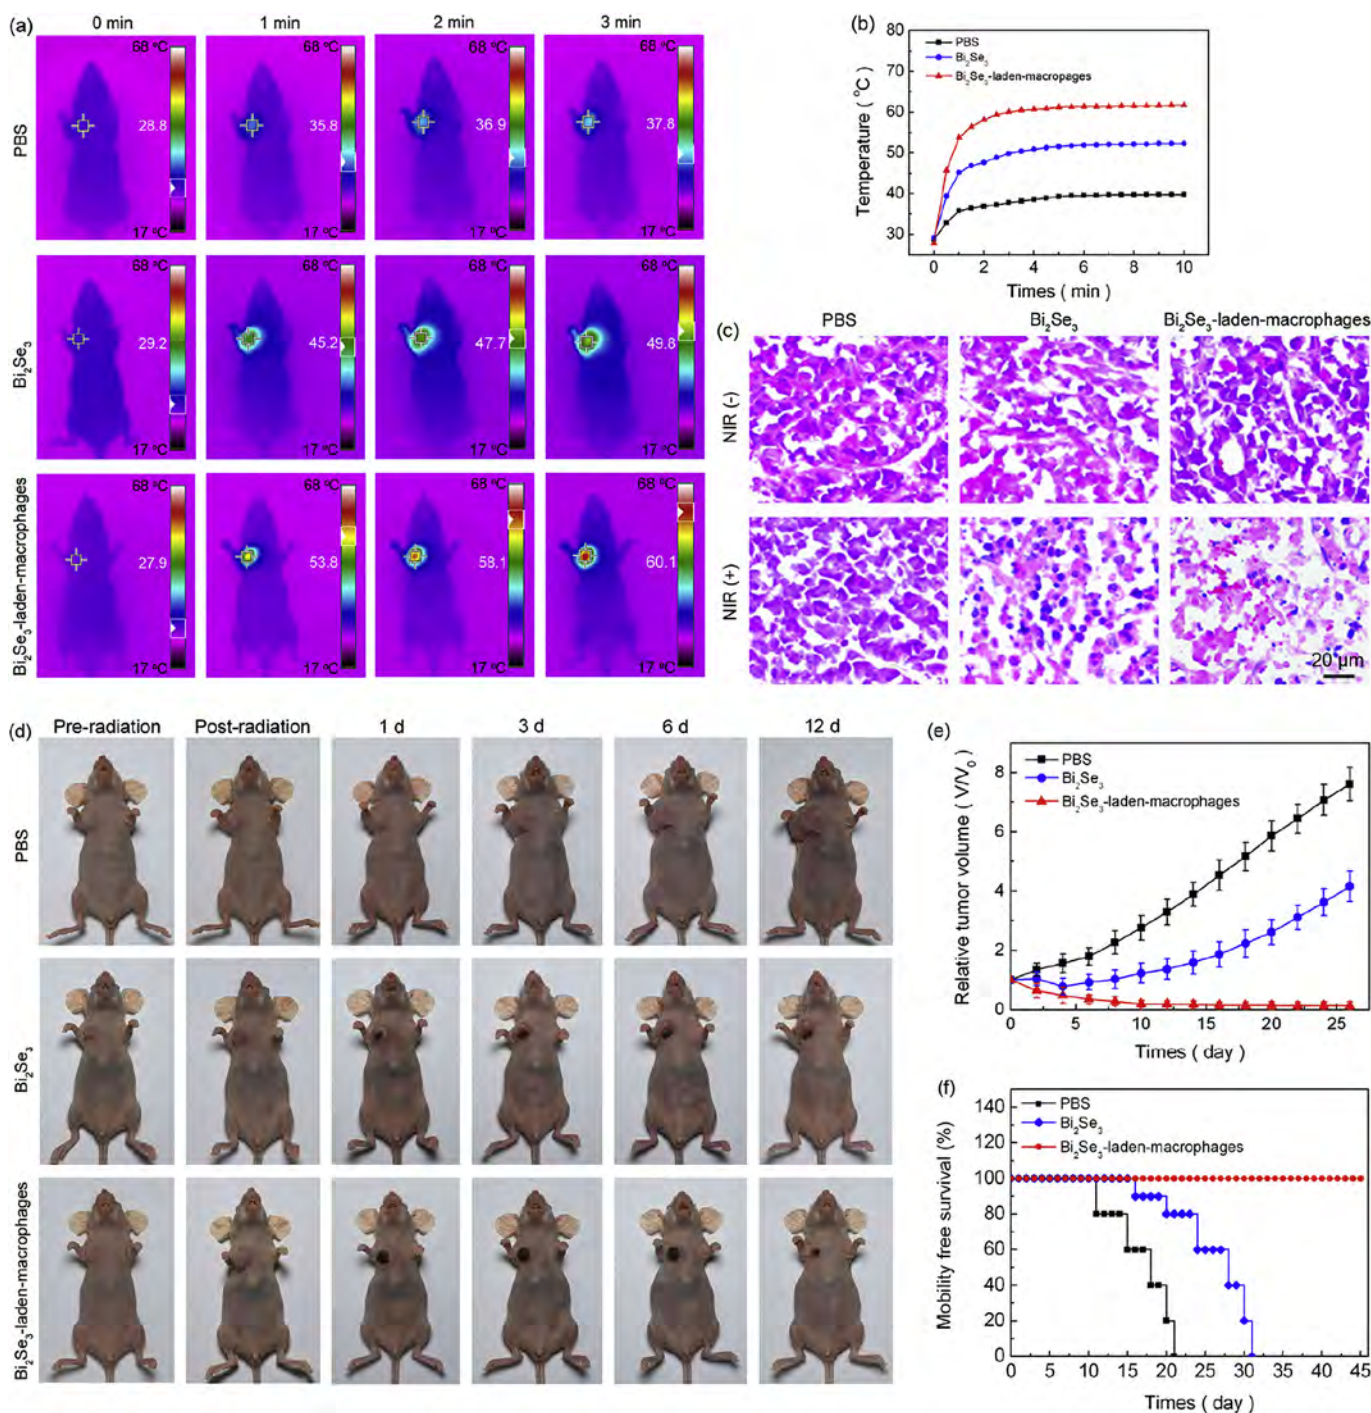 (a)
0 min 1 min 2 min 3 min
PBS
68 °C 68 °C 68 °C 68 °C
28.8 35.8 36.9 37.8
17 °C 17 °C 17 °C 17 °C
Bi₂Se₃
68 °C 68 °C 68 °C 68 °C
29.2 45.2 47.7 49.8
17 °C 17 °C 17 °C 17 °C
Bi₂Se₃-laden-macrophages
68 °C 68 °C 68 °C 68 °C
27.9 53.8 58.1 60.1
17 °C 17 °C 17 °C 17 °C
(b)
Temperature ( °C )
80
70
60
50
40
30
PBS
Bi₂Se₃
Bi₂Se₃-laden-macropages
0 2 4 6 8 10
Times ( min )
(c)
PBS Bi₂Se₃ Bi₂Se₃-laden-macrophages
NIR (-)
NIR (+)
20 μm
(d)
Pre-radiation Post-radiation 1 d 3 d 6 d 12 d
PBS
Bi₂Se₃
Bi₂Se₃-laden-macrophages
(e)
Relative tumor volume ( V/V₀ )
8
6
4
2
0
PBS
Bi₂Se₃
Bi₂Se₃-laden-macrophages
0 5 10 15 20 25
Times ( day )
(f)
Mobility free survival (%)
140
120
100
80
60
40
20
0
PBS
Bi₂Se₃
Bi₂Se₃-laden-macrophages
0 5 10 15 20 25 30 35 40 45
Times ( day )